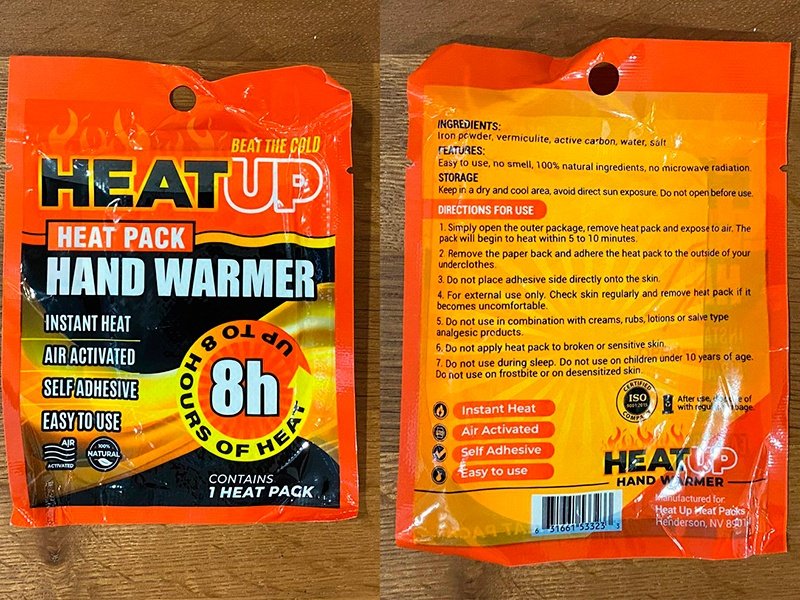 BEAT THE COLD
HEATUP
HEAT PACK
HAND WARMER
INSTANT HEAT
AIR ACTIVATED
SELF ADHESIVE
EASY TO USE
UP TO 8 HOURS OF HEAT
8h
AIR
ACTIVATED
100%
NATURAL
CONTAINS
1 HEAT PACK
INGREDIENTS:
Iron powder, vermiculite, active carbon, water, salt
FEATURES:
Easy to use, no smell, 100% natural ingredients, no microwave radiation.
STORAGE
Keep in a dry and cool area, avoid direct sun exposure. Do not open before use.
DIRECTIONS FOR USE
1. Simply open the outer package, remove heat pack and expose to air. The
pack will begin to heat within 5 to 10 minutes.
2. Remove the paper back and adhere the heat pack to the outside of your
underclothes.
3. Do not place adhesive side directly onto the skin.
4. For external use only. Check skin regularly and remove heat pack if it
becomes uncomfortable.
5. Do not use in combination with creams, rubs, lotions or salve type
analgesic products.
6. Do not apply heat pack to broken or sensitive skin.
7. Do not use during sleep. Do not use on children under 10 years of age.
Do not use on frostbite or on desensitized skin.
CERTIFIED
ISO
9001:2015
Instant Heat
Air Activated
Self Adhesive
Easy to use
After use, of
with
HEATUP
HAND WARMER
Manufactured for:
Heat Up Heat Packs
Henderson, NV
6 31661 53323 3